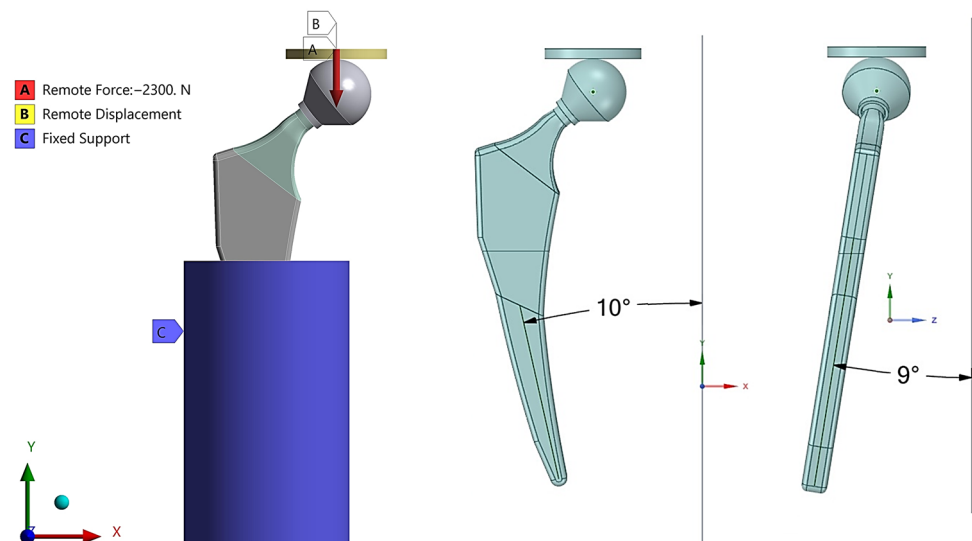 B
A
A Remote Force:−2300. N
B Remote Displacement
C Fixed Support
C
10°
9°
Y
X
Z
Y
X
Y
Z